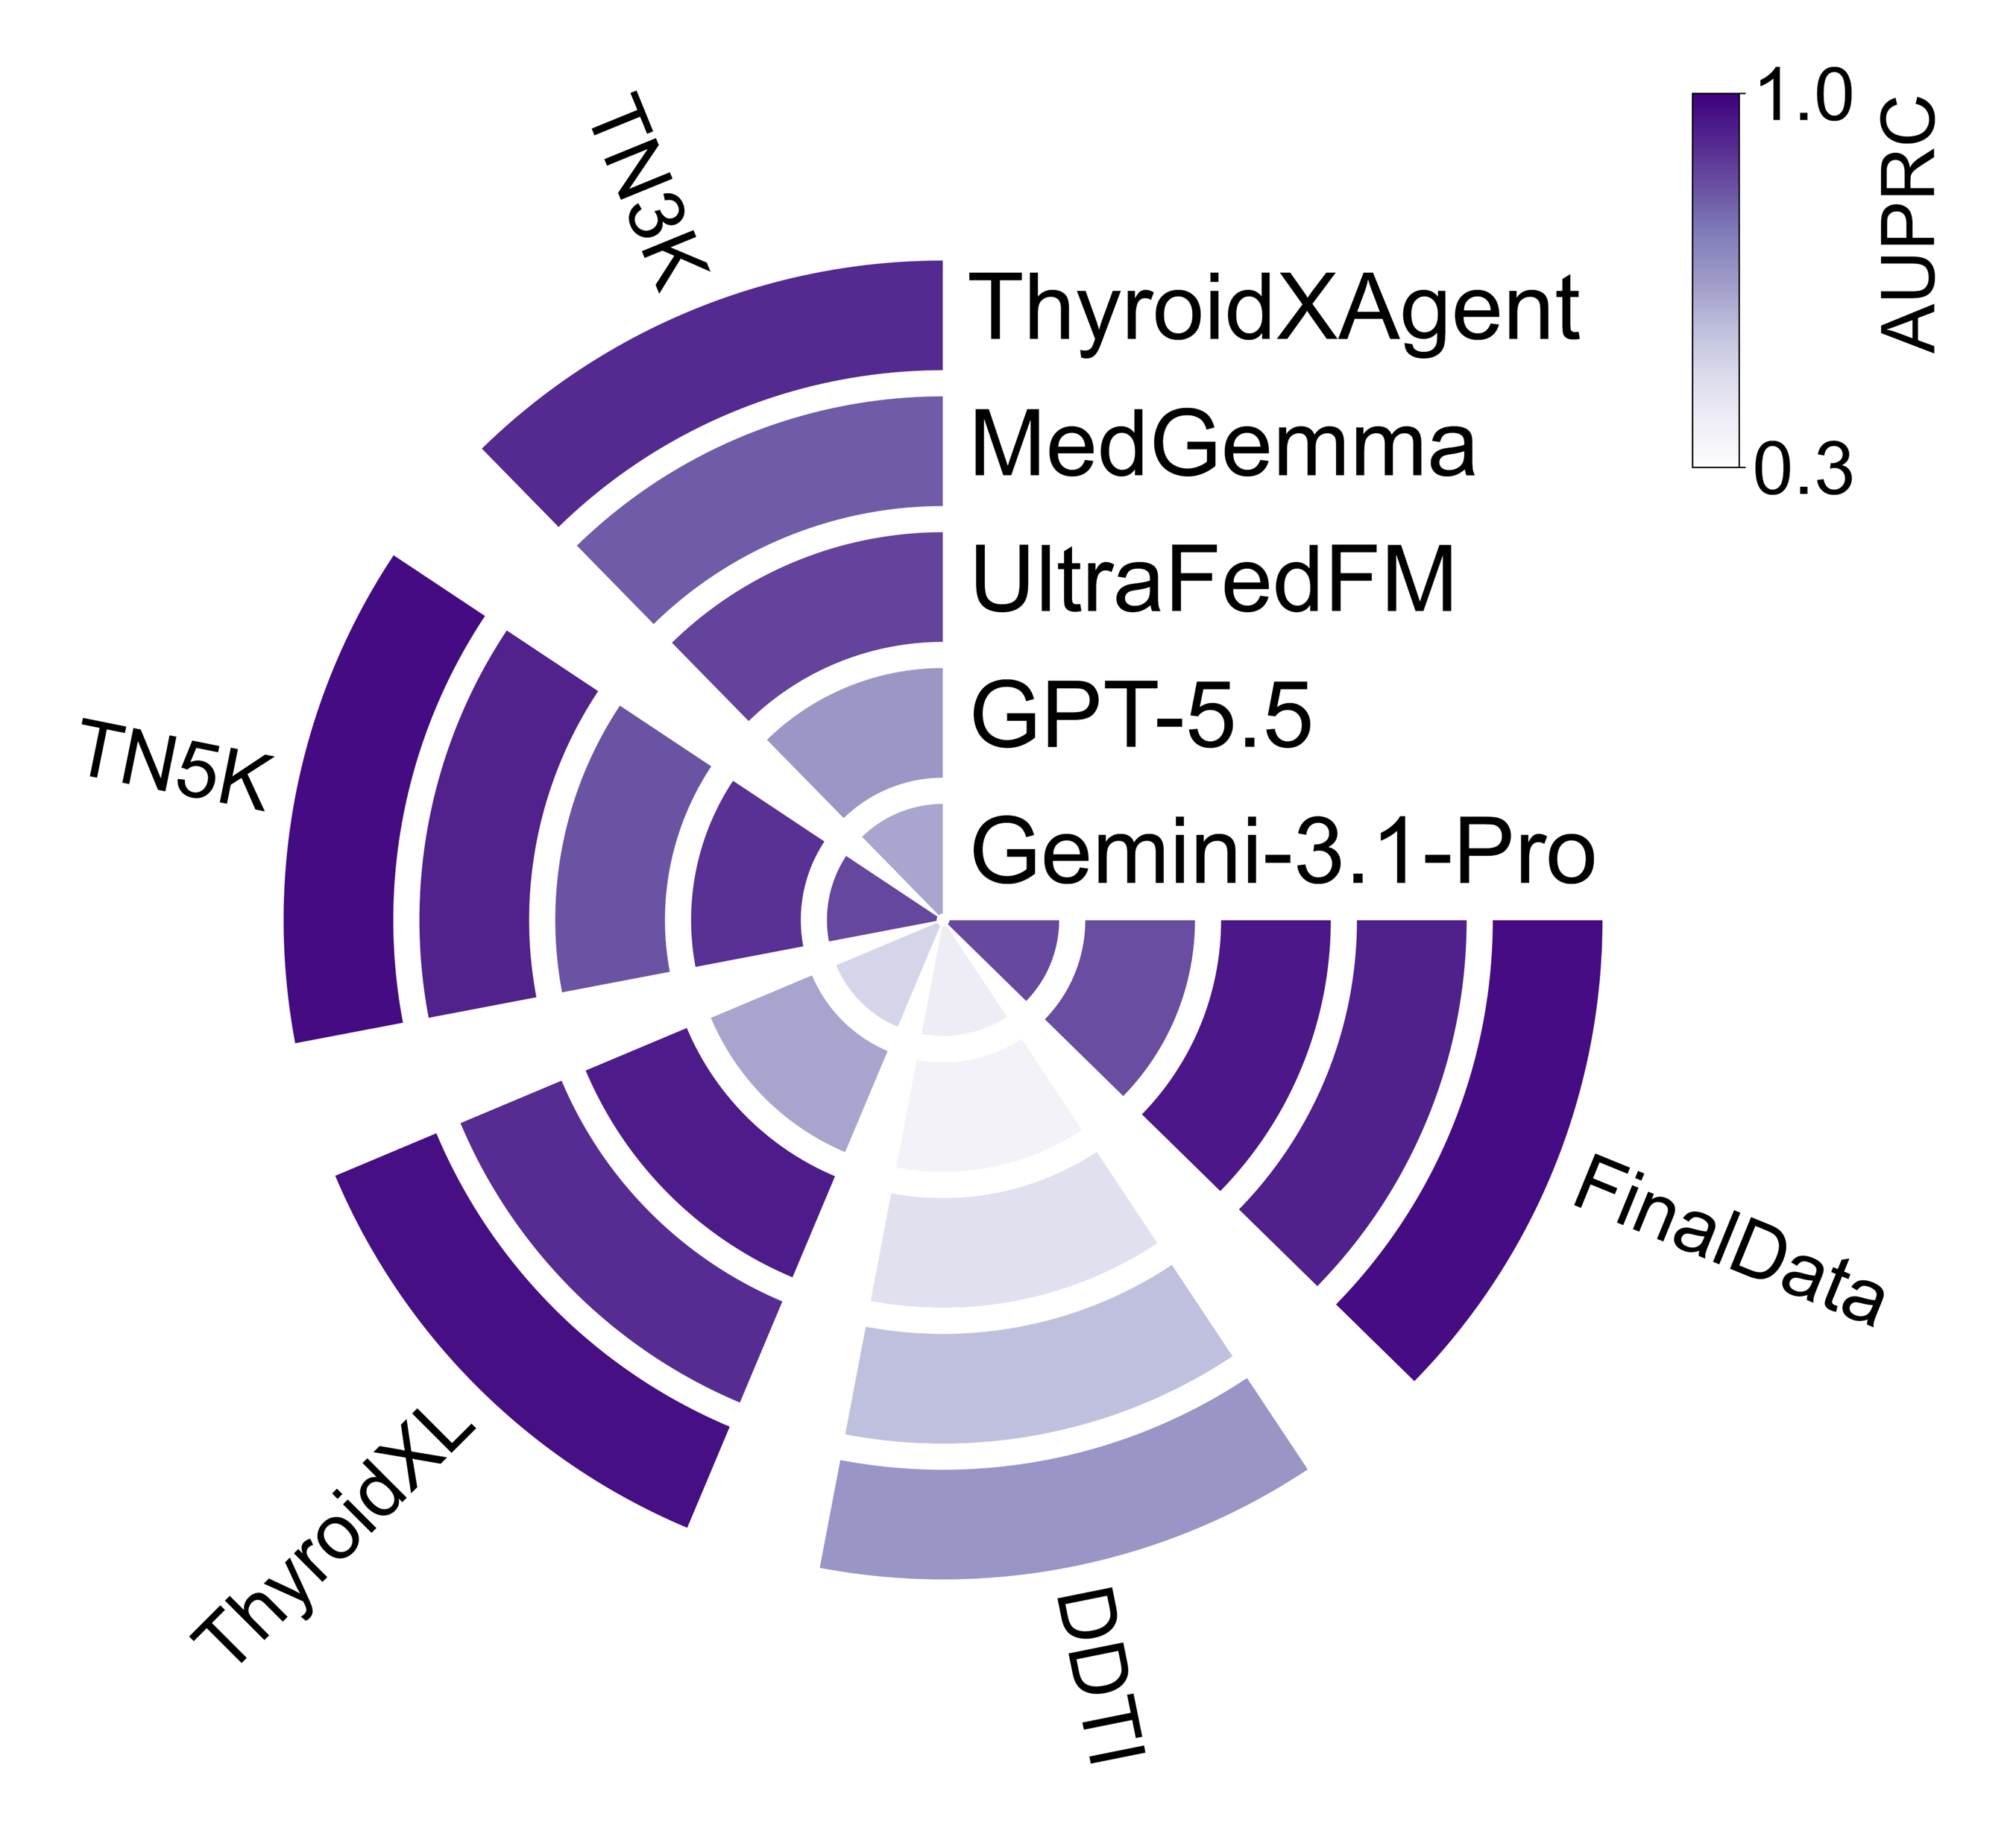 TN3K
ThyroidXAgent
MedGemma
UltraFedFM
GPT-5.5
Gemini-3.1-Pro
1.0
0.3
AUPRC
TN5K
FinalData
ThyroidXL
DDTI